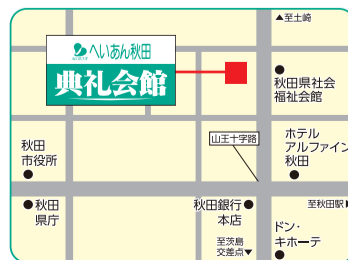 ▲至土崎
へいあん秋田
典礼会館
秋田県社会
福祉会館
山王十字路
ホテル
アルファイン
秋田
秋田
市役所
至秋田駅▶
秋田
県庁
秋田銀行
本店
ドン・
キホーテ
至茨島
交差点▼